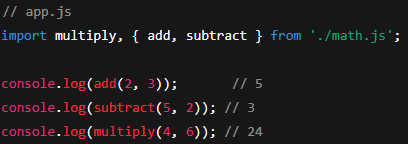 // app.js
import multiply, { add, subtract } from './math.js';
console.log(add(2, 3));        // 5
console.log(subtract(5, 2)); // 3
console.log(multiply(4, 6)); // 24